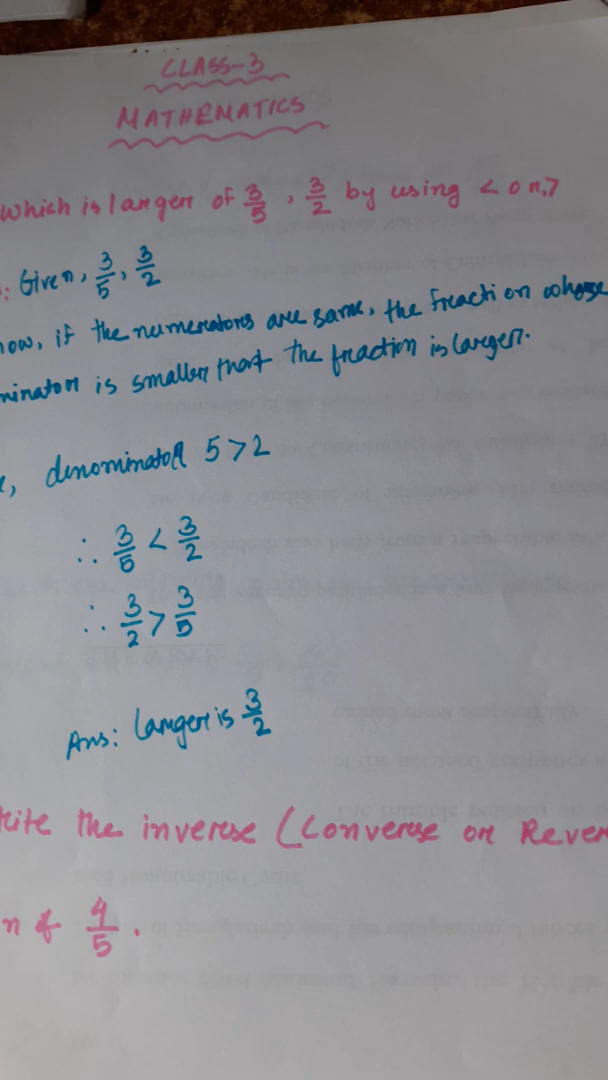 CLASS-3
MATHEMATICS
Which is larger of 3/5, 3/2 by using < or >
: Given, 3/5, 3/2
now, if the numerators are same, the fraction whose
minator is smaller that the fraction is larger.
e, denominator 5>2
∴ 3/5 < 3/2
∴ 3/2 > 3/5
Ans: larger is 3/2
rite the inverse (Converse or Rever
n of 4/5.